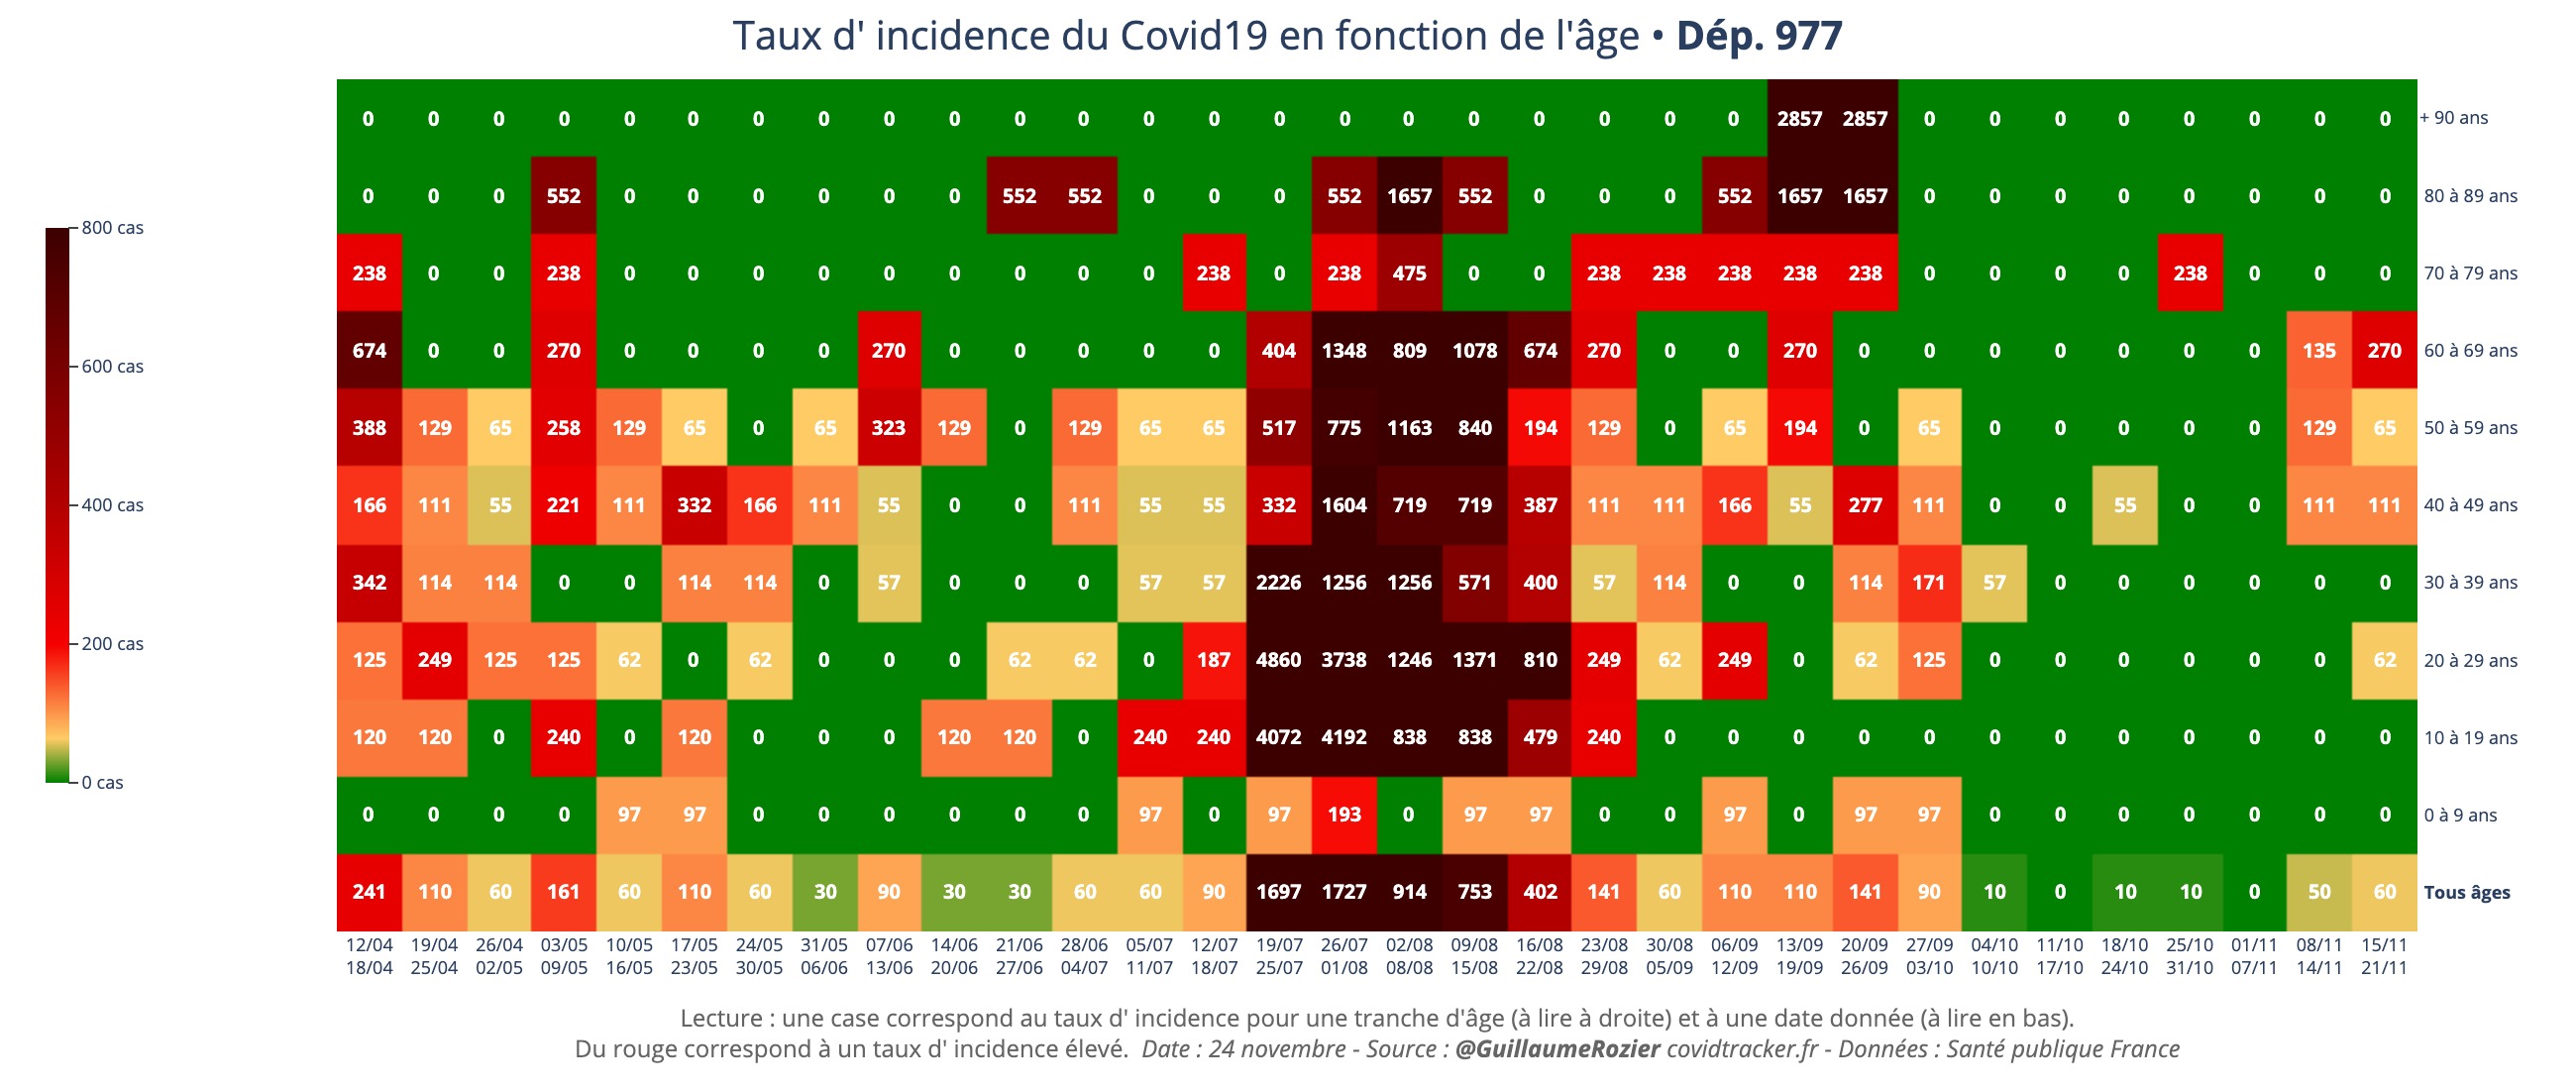 Taux d' incidence du Covid19 en fonction de l'âge • Dép. 977
0 0 0 0 0 0 0 0 0 0 0 0 0 0 0 0 0 0 0 0 0 0 2857 2857 0 0 0 0 0 0 0 0 + 90 ans
0 0 0 552 0 0 0 0 0 0 552 552 0 0 0 552 1657 552 0 0 0 552 1657 1657 0 0 0 0 0 0 0 0 80 à 89 ans
800 cas
238 0 0 238 0 0 0 0 0 0 0 0 0 238 0 238 475 0 0 238 238 238 238 238 0 0 0 0 238 0 0 0 70 à 79 ans
674 0 0 270 0 0 0 0 270 0 0 0 0 0 404 1348 809 1078 674 270 0 0 270 0 0 0 0 0 0 0 135 270 60 à 69 ans
600 cas
388 129 65 258 129 65 0 65 323 129 0 129 65 65 517 775 1163 840 194 129 0 65 194 0 65 0 0 0 0 0 129 65 50 à 59 ans
400 cas
166 111 55 221 111 332 166 111 55 0 0 111 55 55 332 1604 719 719 387 111 111 166 55 277 111 0 0 55 0 0 111 111 40 à 49 ans
342 114 114 0 0 114 114 0 57 0 0 0 57 57 2226 1256 1256 571 400 57 114 0 0 114 171 57 0 0 0 0 0 0 30 à 39 ans
200 cas
125 249 125 125 62 0 62 0 0 0 62 62 0 187 4860 3738 1246 1371 810 249 62 249 0 62 125 0 0 0 0 0 0 62 20 à 29 ans
120 120 0 240 0 120 0 0 0 120 120 0 240 240 4072 4192 838 838 479 240 0 0 0 0 0 0 0 0 0 0 0 0 10 à 19 ans
0 cas
0 0 0 0 97 97 0 0 0 0 0 0 97 0 97 193 0 97 97 0 0 97 0 97 97 0 0 0 0 0 0 0 0 à 9 ans
241 110 60 161 60 110 60 30 90 30 30 60 60 90 1697 1727 914 753 402 141 60 110 110 141 90 10 0 10 10 0 50 60 Tous âges
12/04 19/04 26/04 03/05 10/05 17/05 24/05 31/05 07/06 14/06 21/06 28/06 05/07 12/07 19/07 26/07 02/08 09/08 16/08 23/08 30/08 06/09 13/09 20/09 27/09 04/10 11/10 18/10 25/10 01/11 08/11 15/11
18/04 25/04 02/05 09/05 16/05 23/05 30/05 06/06 13/06 20/06 27/06 04/07 11/07 18/07 25/07 01/08 08/08 15/08 22/08 29/08 05/09 12/09 19/09 26/09 03/10 10/10 17/10 24/10 31/10 07/11 14/11 21/11
Lecture : une case correspond au taux d' incidence pour une tranche d'âge (à lire à droite) et à une date donnée (à lire en bas).
Du rouge correspond à un taux d' incidence élevé. Date : 24 novembre - Source : @GuillaumeRozier covidtracker.fr - Données : Santé publique France